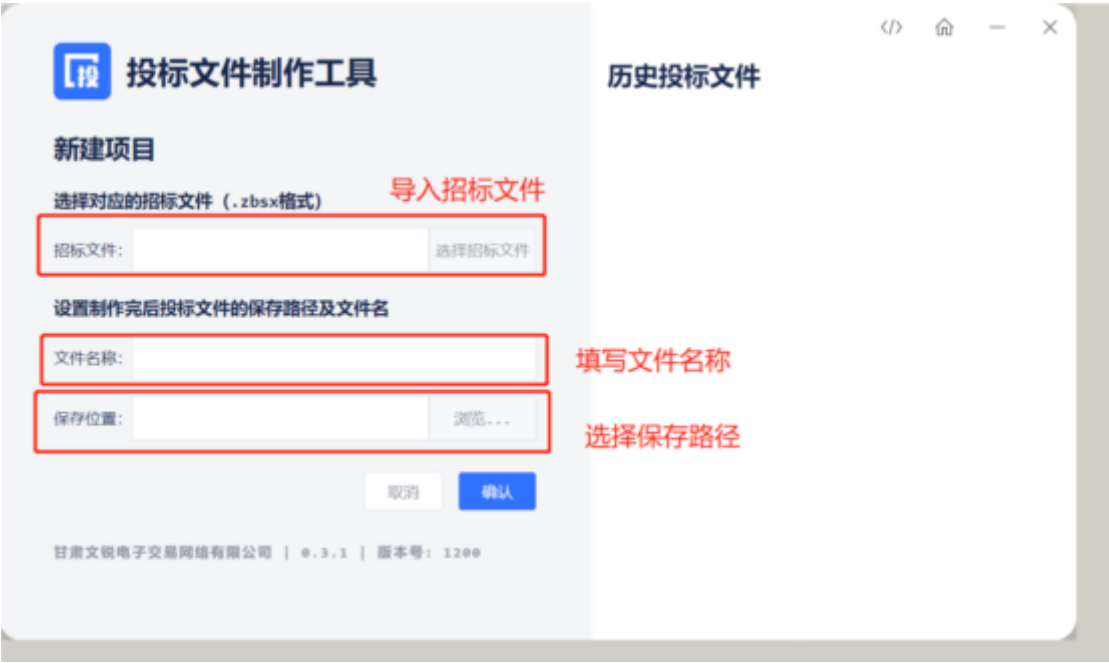 投
投标文件制作工具
历史投标文件
新建项目
导入招标文件
选择对应的招标文件（.zbsx格式）
招标文件：
选择招标文件
设置制作完后投标文件的保存路径及文件名
文件名称：
填写文件名称
保存位置：
浏览...
选择保存路径
取消
确认
甘肃文锐电子交易网络有限公司 | 0.3.1 | 版本号: 1200